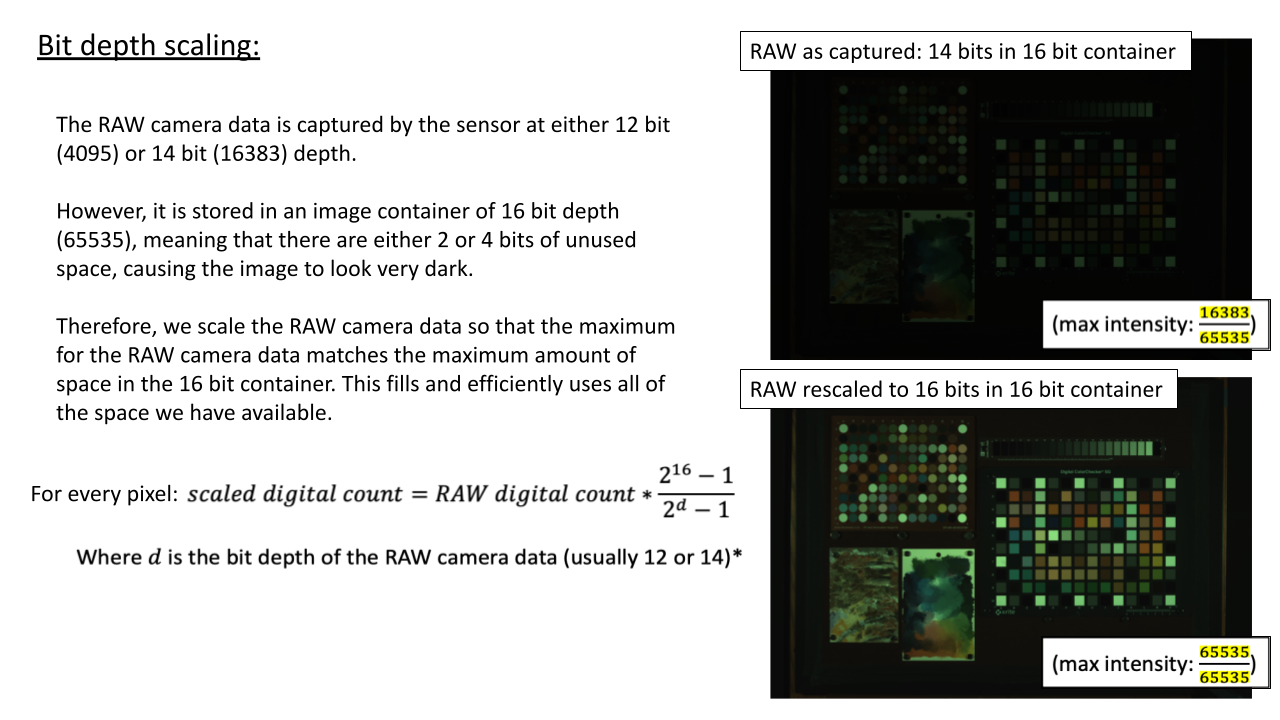 Bit depth scaling:
The RAW camera data is captured by the sensor at either 12 bit
(4095) or 14 bit (16383) depth.
However, it is stored in an image container of 16 bit depth
(65535), meaning that there are either 2 or 4 bits of unused
space, causing the image to look very dark.
Therefore, we scale the RAW camera data so that the maximum
for the RAW camera data matches the maximum amount of
space in the 16 bit container. This fills and efficiently uses all of
the space we have available.
For every pixel: scaled digital count = RAW digital count * (2^16 − 1)/(2^d − 1)
Where d is the bit depth of the RAW camera data (usually 12 or 14)*
RAW as captured: 14 bits in 16 bit container
(max intensity: 16383/65535)
RAW rescaled to 16 bits in 16 bit container
Digital ColorChecker® SG
(max intensity: 65535/65535)